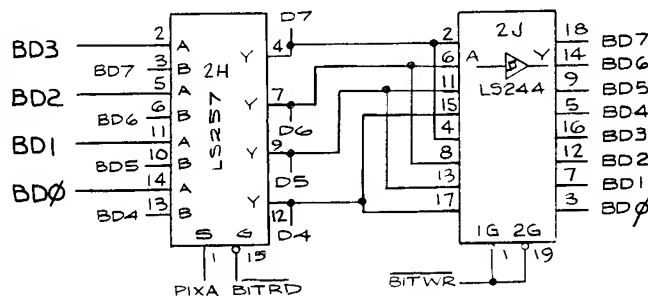 D7
BD3 2 A 2H Y 4 2 2J 18 BD7
BD7 3 B 6 A Y 14 BD6
BD2 5 A LS257 Y 7 11 LS244 9 BD5
BD6 6 B D6 15 5 BD4
BD1 11 A Y 9 4 16 BD3
BD5 10 B D5 8 12 BD2
BDØ 14 A Y 13 7 BD1
BD4 13 B 12 D4 17 3 BDØ
S G 1G 2G
1 15 1 19
PIXA BITRD BITWR